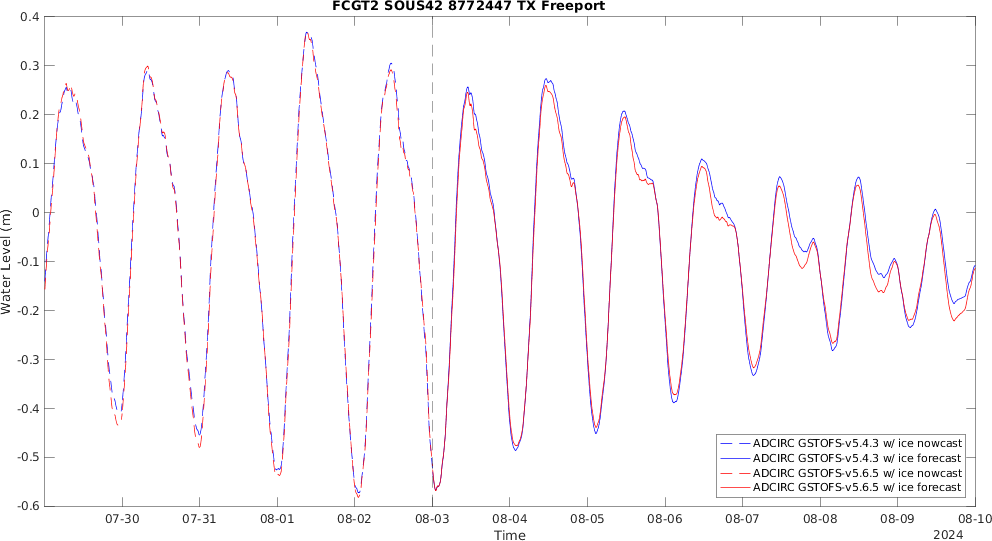 FCGT2 SOUS42 8772447 TX Freeport
0.4
0.3
0.2
0.1
0
-0.1
-0.2
-0.3
-0.4
-0.5
-0.6
Water Level (m)
ADCIRC GSTOFS-v5.4.3 w/ ice nowcast
ADCIRC GSTOFS-v5.4.3 w/ ice forecast
ADCIRC GSTOFS-v5.6.5 w/ ice nowcast
ADCIRC GSTOFS-v5.6.5 w/ ice forecast
07-30 07-31 08-01 08-02 08-03 08-04 08-05 08-06 08-07 08-08 08-09 08-10
Time
2024